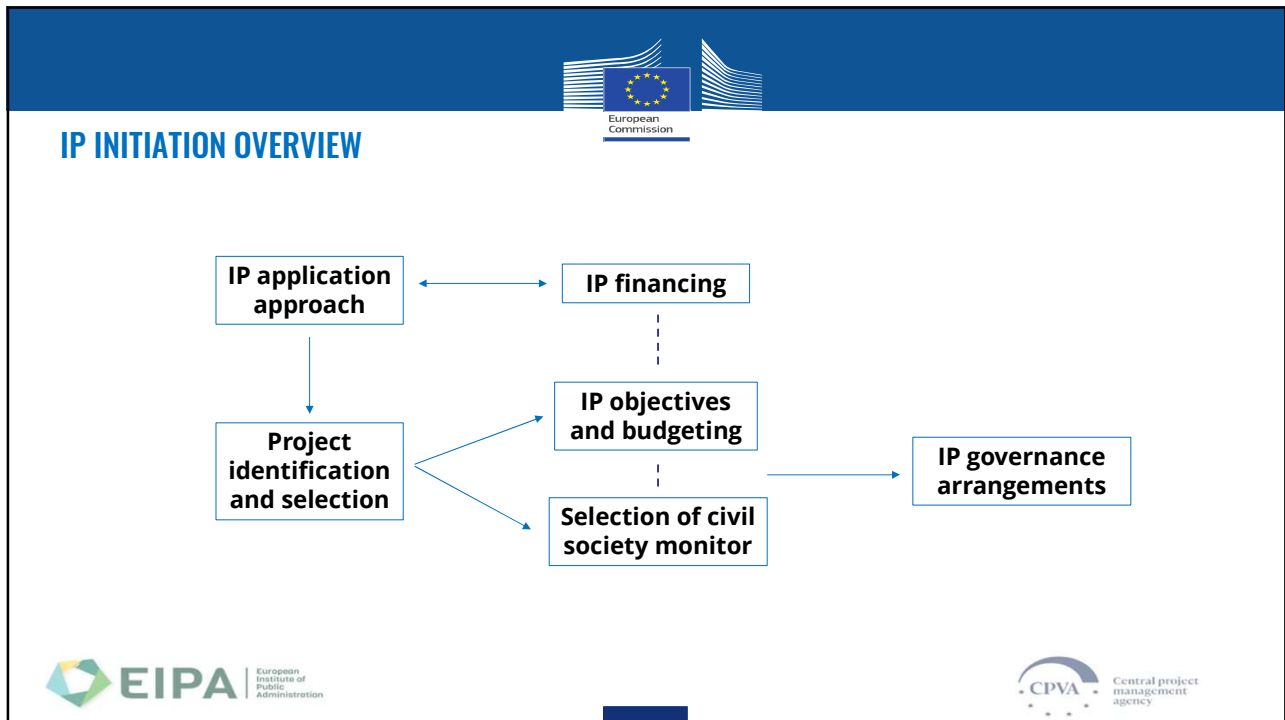 European
Commission
IP INITIATION OVERVIEW
IP application
approach
IP financing
IP objectives
and budgeting
Project
identification
and selection
IP governance
arrangements
Selection of civil
society monitor
EIPA
European
Institute of
Public
Administration
CPVA
Central project
management
agency